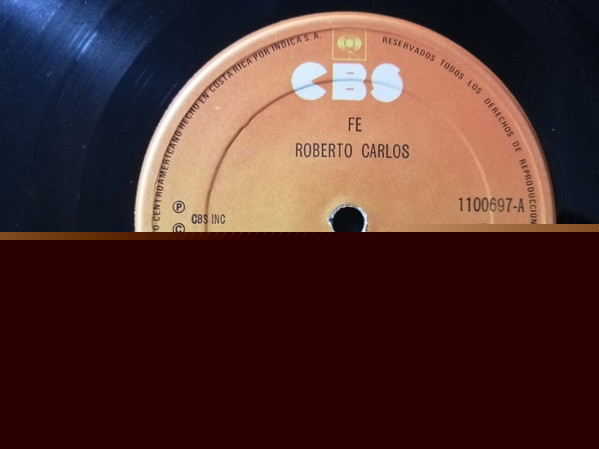 O CENTROAMERICANO HECHO EN COSTA RICA POR INDICA S.A.
RESERVADOS TODOS LOS DERECHOS DE REPRODUCCION
CBS
FE
ROBERTO CARLOS
1100697-A
Ⓟ CBS INC
©